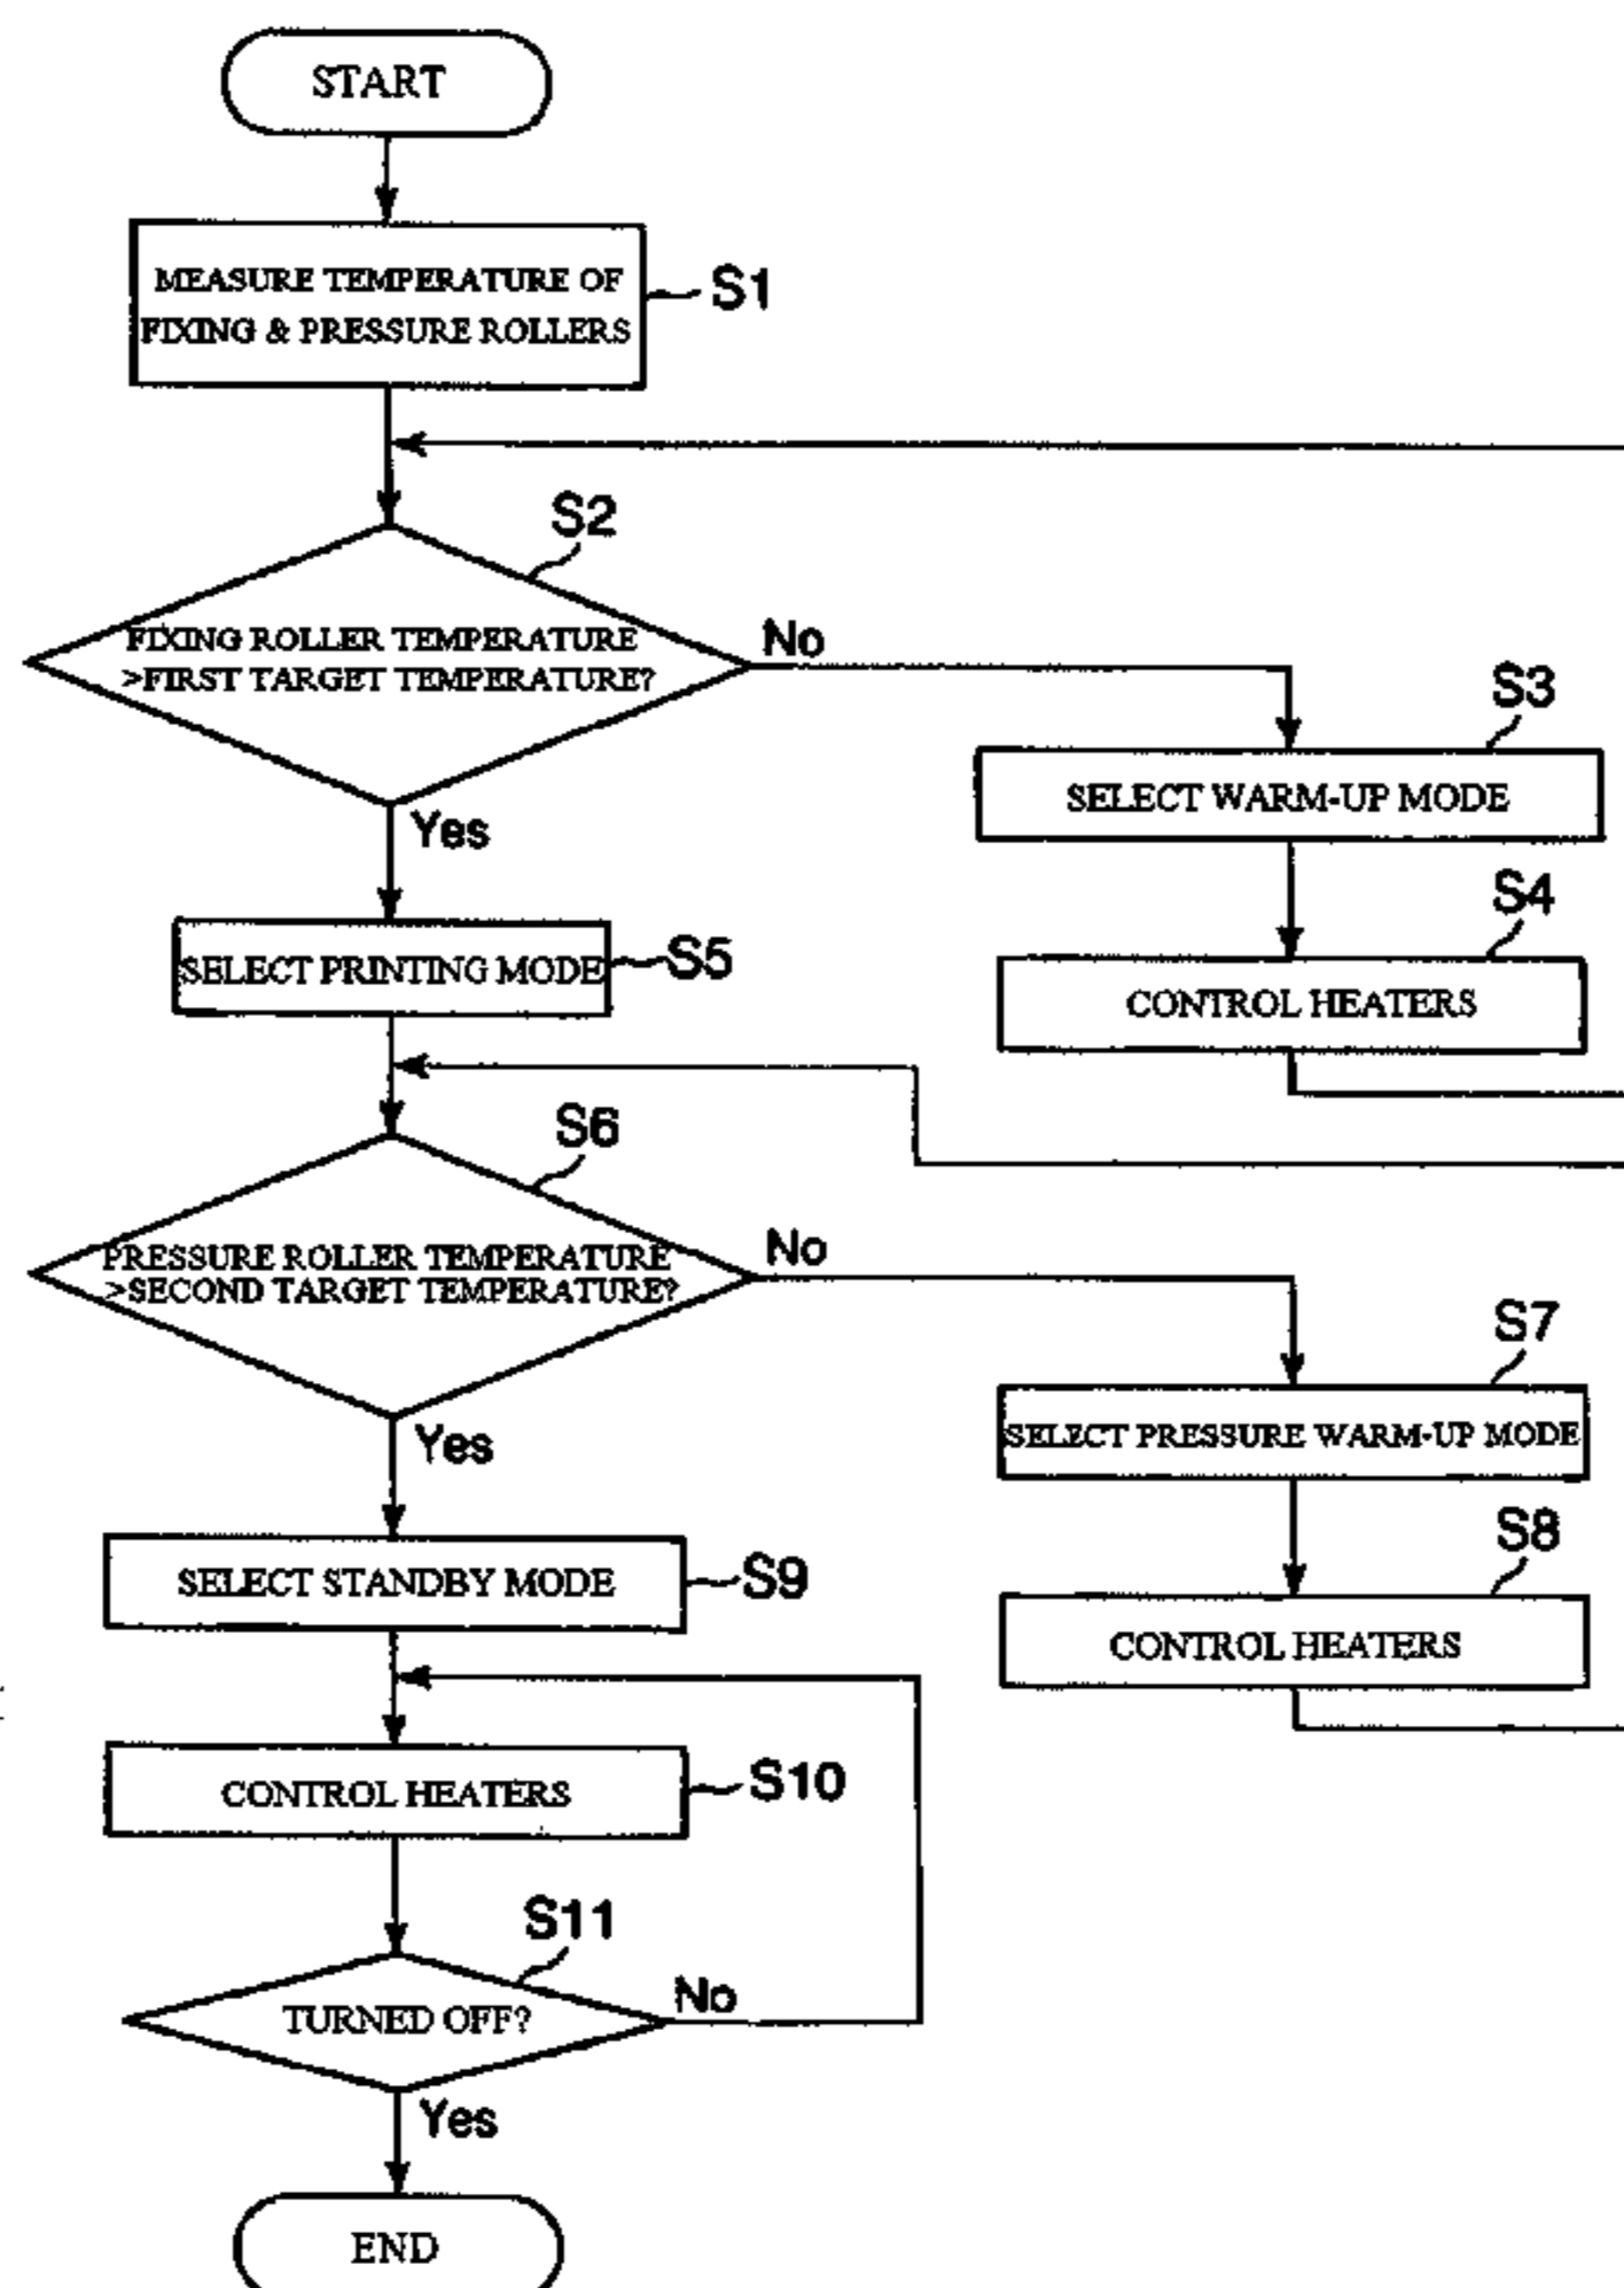 START
MEASURE TEMPERATURE OF
FIXING & PRESSURE ROLLERS
S1
S2
FIXING ROLLER TEMPERATURE
>FIRST TARGET TEMPERATURE?
No
S3
SELECT WARM-UP MODE
Yes
S4
CONTROL HEATERS
SELECT PRINTING MODE
S5
S6
PRESSURE ROLLER TEMPERATURE
>SECOND TARGET TEMPERATURE?
No
S7
SELECT PRESSURE WARM-UP MODE
Yes
S8
CONTROL HEATERS
SELECT STANDBY MODE
S9
CONTROL HEATERS
S10
S11
TURNED OFF?
No
Yes
END